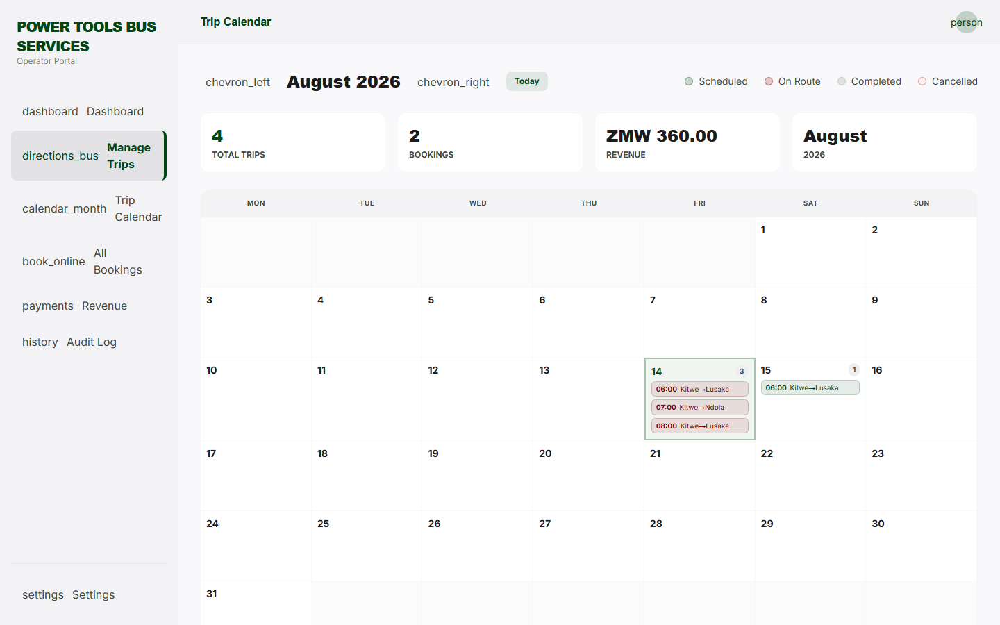 POWER TOOLS BUS
SERVICES
Operator Portal
dashboard Dashboard
directions_bus Manage
Trips
calendar_month Trip
Calendar
book_online All
Bookings
payments Revenue
history Audit Log
settings Settings
Trip Calendar
person
chevron_left August 2026 chevron_right Today
Scheduled On Route Completed Cancelled
4
TOTAL TRIPS
2
BOOKINGS
ZMW 360.00
REVENUE
August
2026
MON TUE WED THU FRI SAT SUN
1 2
3 4 5 6 7 8 9
10 11 12 13 14 3 15 1 16
06:00 Kitwe→Lusaka
07:00 Kitwe→Ndola
08:00 Kitwe→Lusaka
06:00 Kitwe→Lusaka
17 18 19 20 21 22 23
24 25 26 27 28 29 30
31